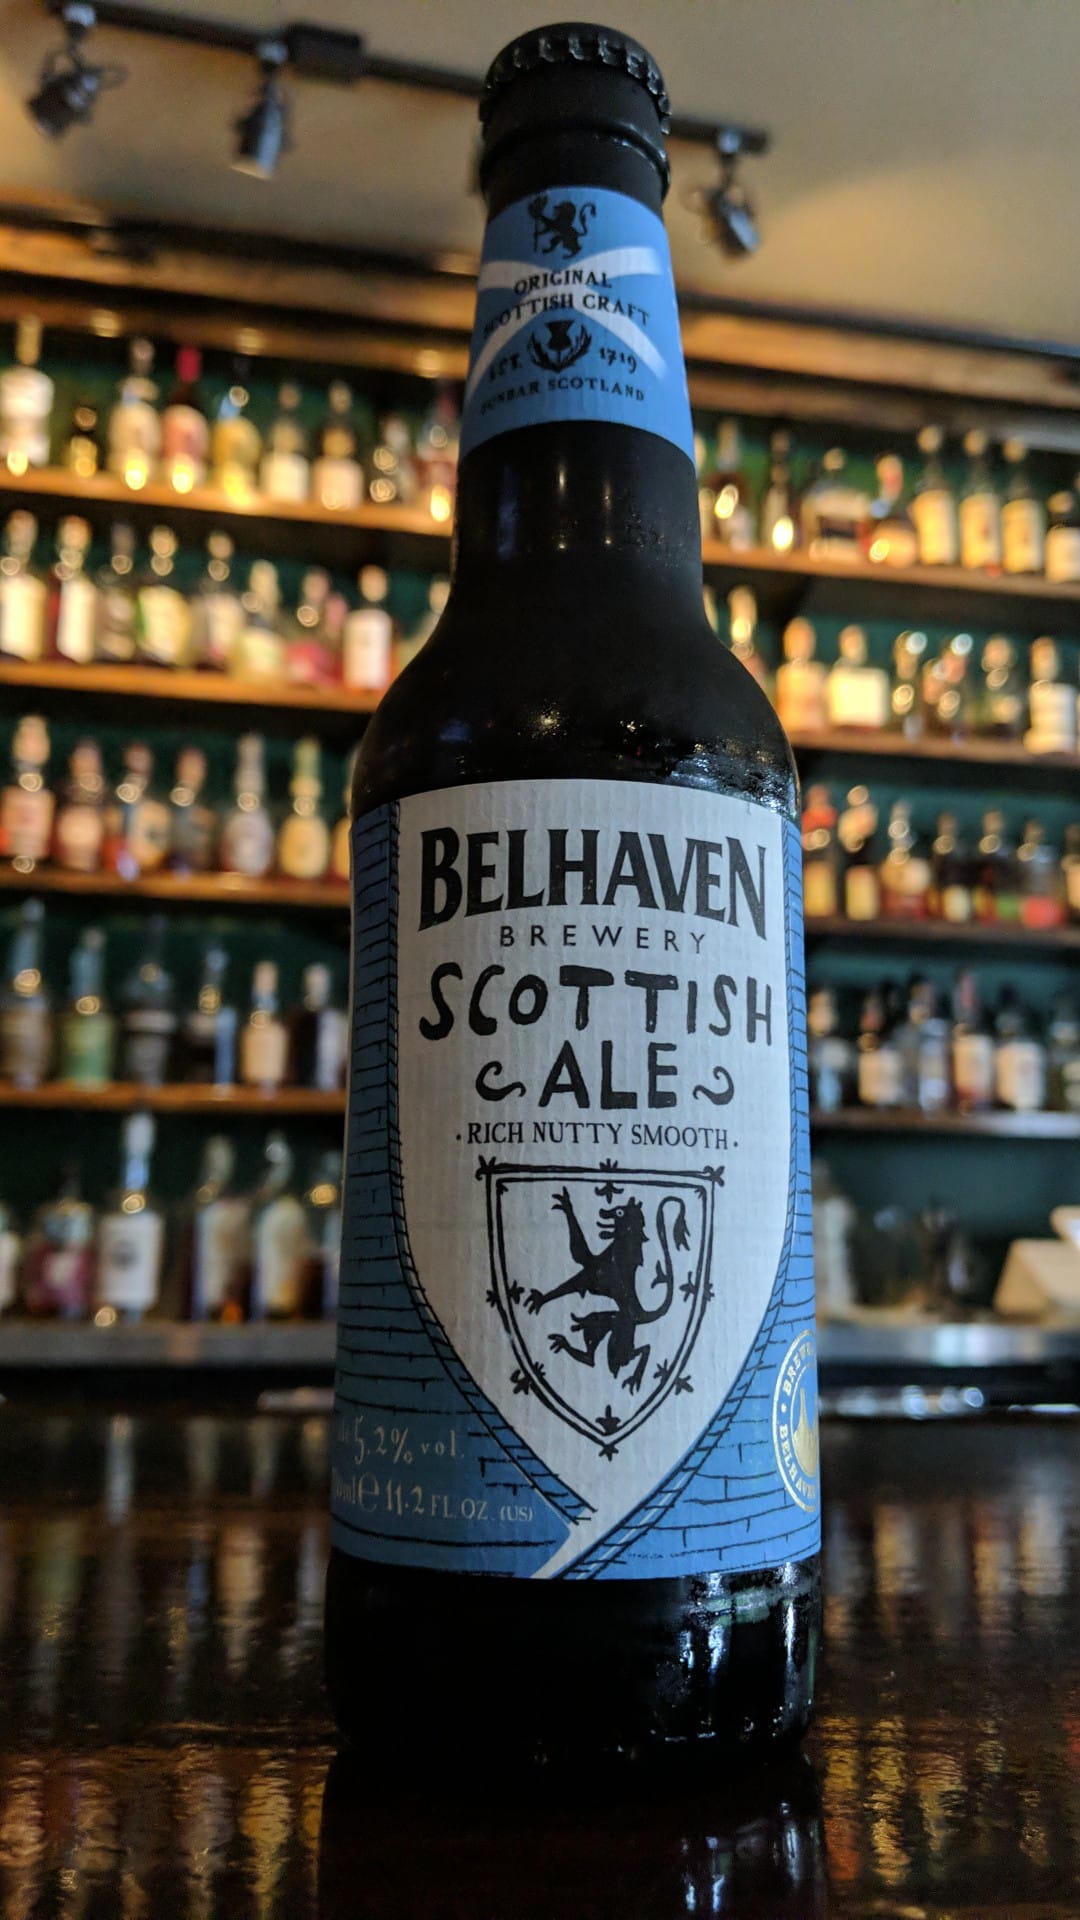 ORIGINAL
SCOTTISH CRAFT
EST. 1719
DUNBAR SCOTLAND
BELHAVEN
BREWERY
SCOTTISH
ALE
·RICH NUTTY SMOOTH·
5.2% vol.
e 11.2 FL. OZ. (US)
BELHAVEN